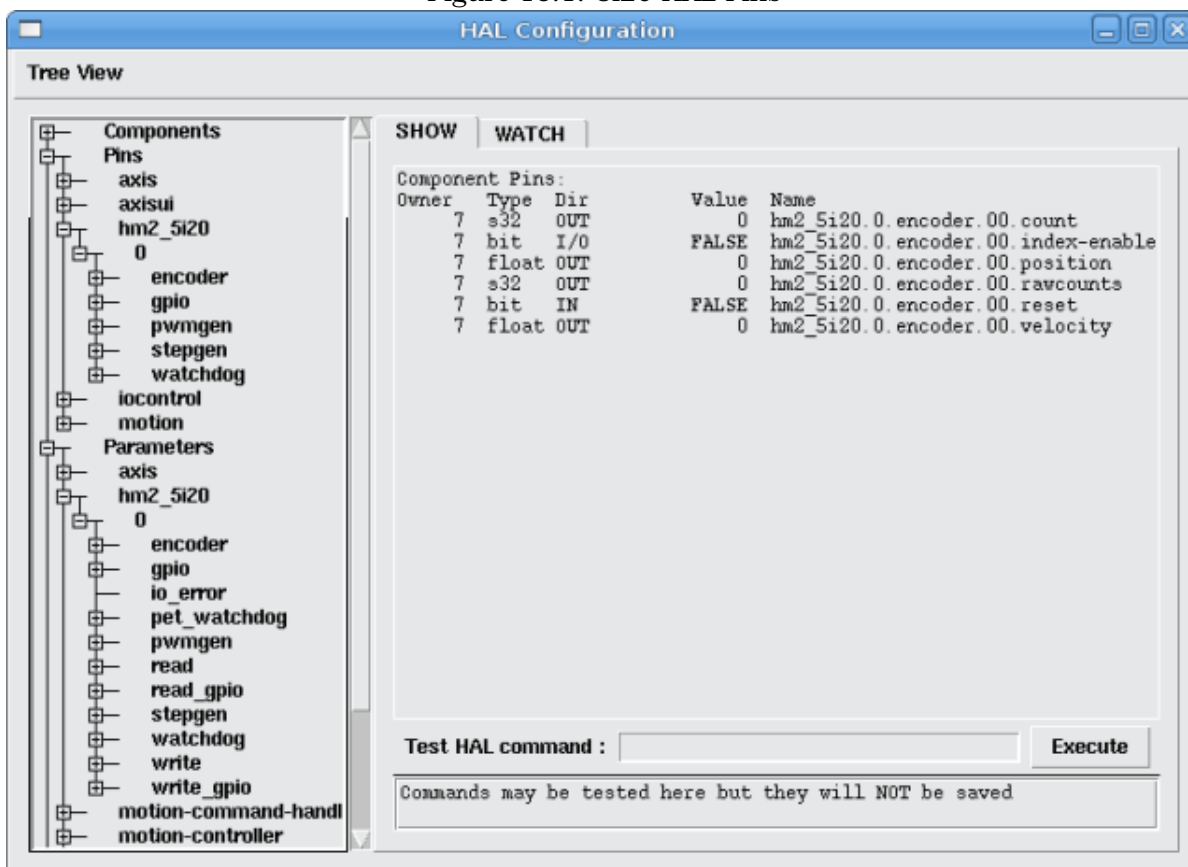 HAL Configuration
Tree View
Components
Pins
axis
axisui
hm2_5i20
0
encoder
gpio
pwmgen
stepgen
watchdog
iocontrol
motion
Parameters
axis
hm2_5i20
0
encoder
gpio
io_error
pet_watchdog
pwmgen
read
read_gpio
stepgen
watchdog
write
write_gpio
motion-command-handl
motion-controller
SHOW WATCH
Component Pins:
Owner Type Dir Value Name
7 s32 OUT 0 hm2_5i20.0.encoder.00.count
7 bit I/O FALSE hm2_5i20.0.encoder.00.index-enable
7 float OUT 0 hm2_5i20.0.encoder.00.position
7 s32 OUT 0 hm2_5i20.0.encoder.00.rawcounts
7 bit IN FALSE hm2_5i20.0.encoder.00.reset
7 float OUT 0 hm2_5i20.0.encoder.00.velocity
Test HAL command : Execute
Commands may be tested here but they will NOT be saved